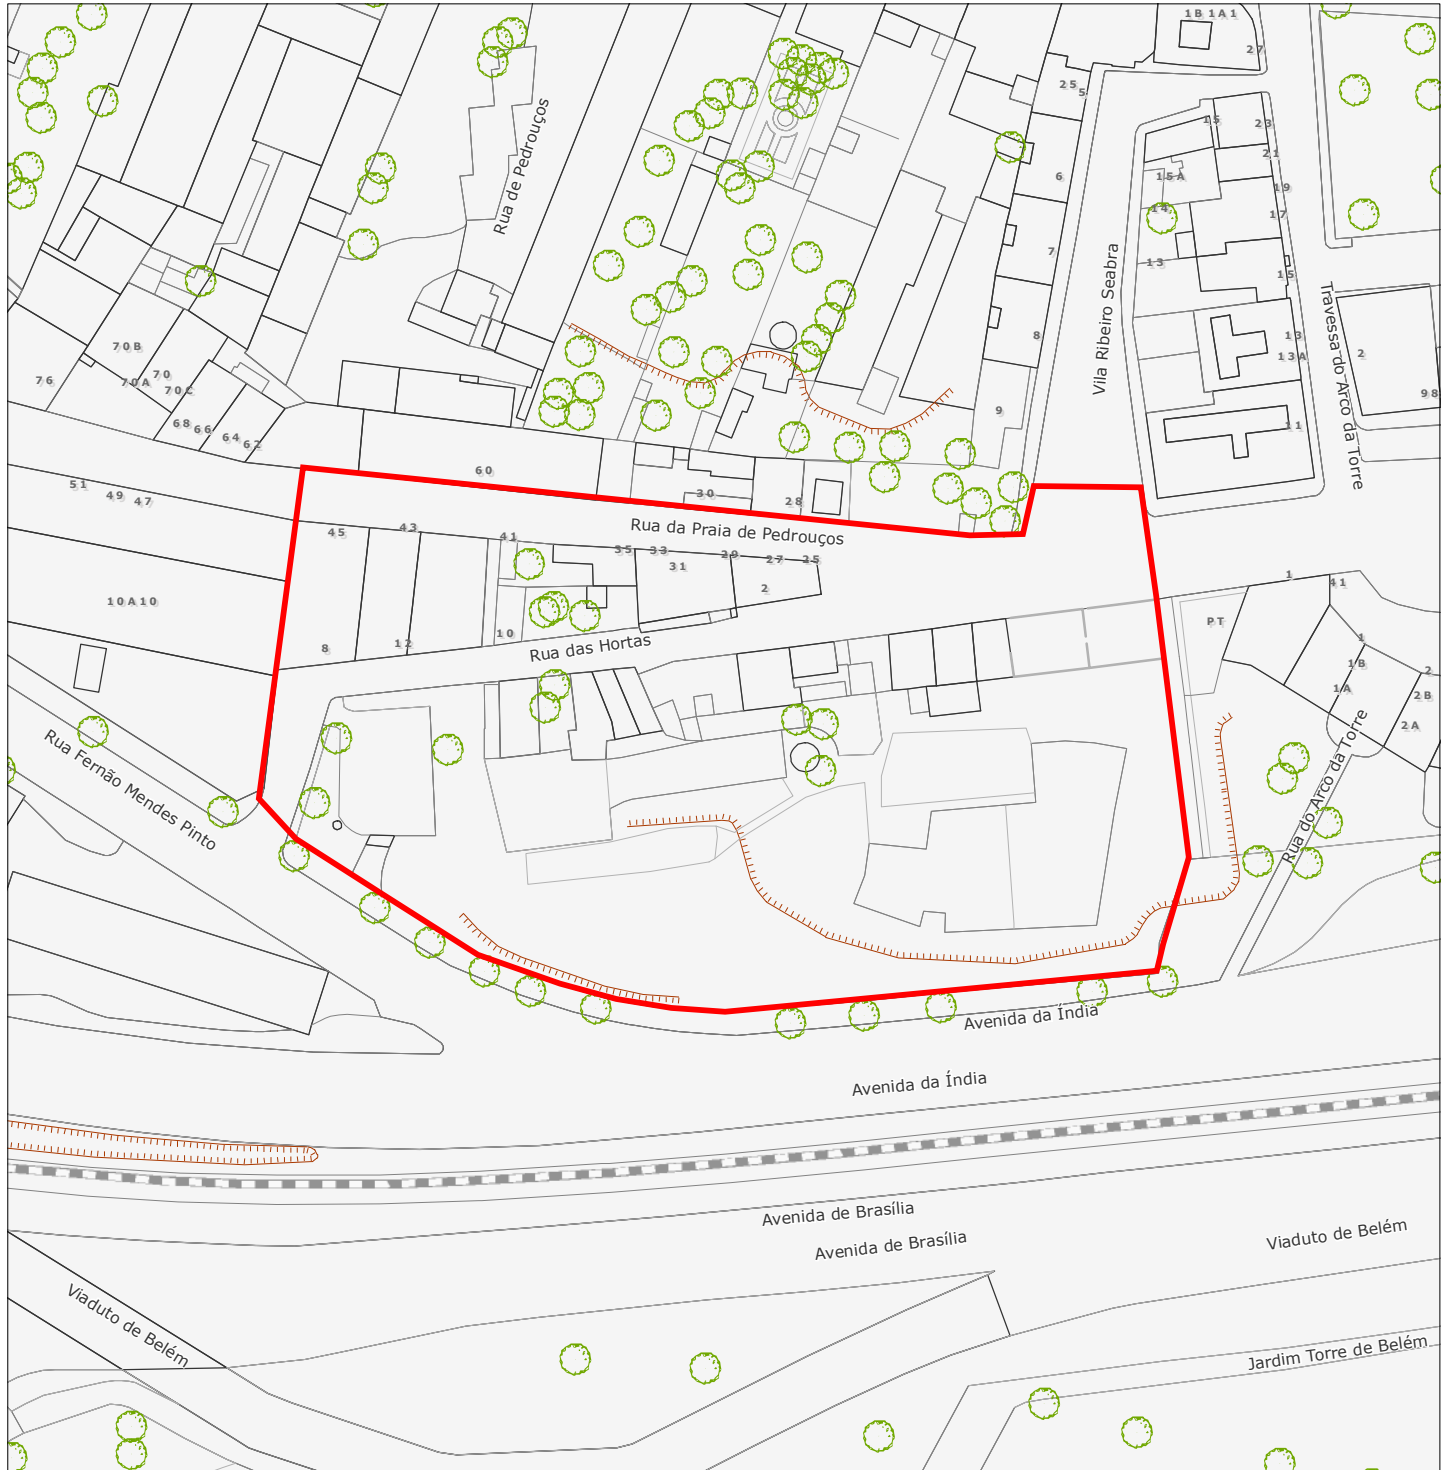 1B 1A1
27
25
5
15
23
21
6
15A
19
14
17
7
13
15
Rua de Pedrouços
Vila Ribeiro Seabra
Travessa do Arco da Torre
8
13
13A
2
70B
70
76
70A
70C
98
9
11
68
66
64
62
60
51
49
47
30
28
Rua da Praia de Pedrouços
45
43
41
35
33
29
27
25
31
2
1
41
10A10
PT
8
12
10
Rua das Hortas
1
1B
2
1A
2B
2A
Rua Fernão Mendes Pinto
Rua do Arco da Torre
Avenida da Índia
Avenida da Índia
Avenida de Brasília
Avenida de Brasília
Viaduto de Belém
Viaduto de Belém
Jardim Torre de Belém